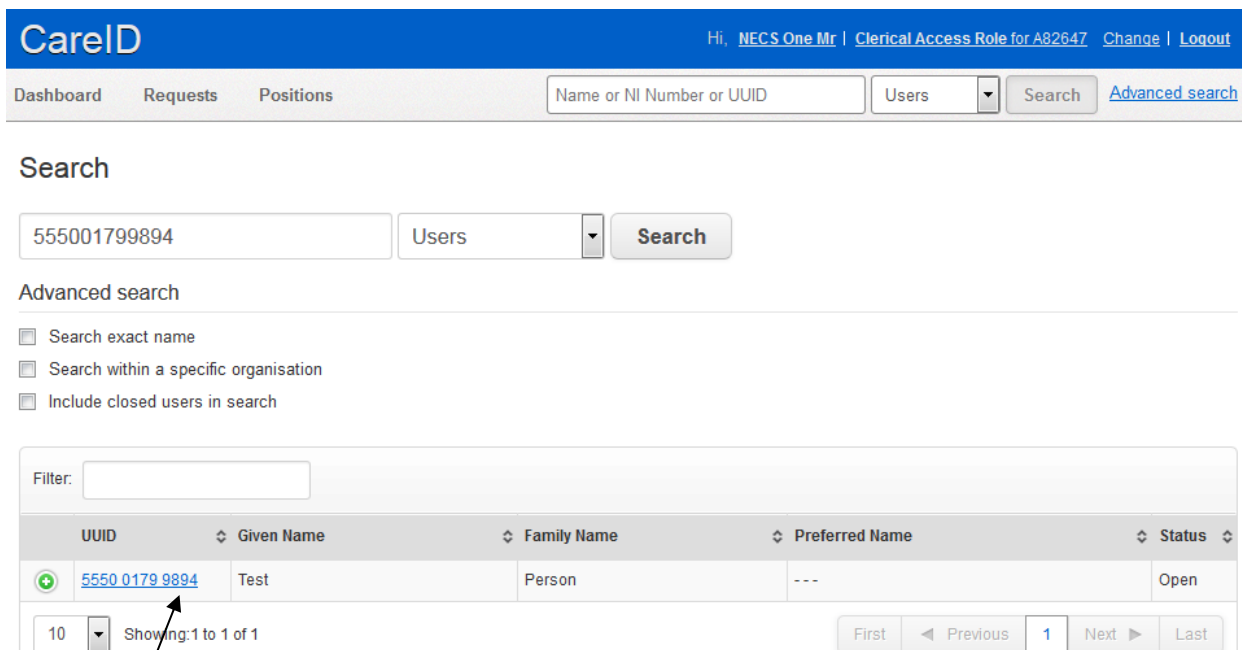 CareID
Hi, NECS One Mr | Clerical Access Role for A82647 Change | Logout
Dashboard Requests Positions Name or NI Number or UUID Users Search Advanced search
Search
555001799894 Users Search
Advanced search
Search exact name
Search within a specific organisation
Include closed users in search
Filter:
UUID Given Name Family Name Preferred Name Status
5550 0179 9894 Test Person - - - Open
10 Showing:1 to 1 of 1 First Previous 1 Next Last